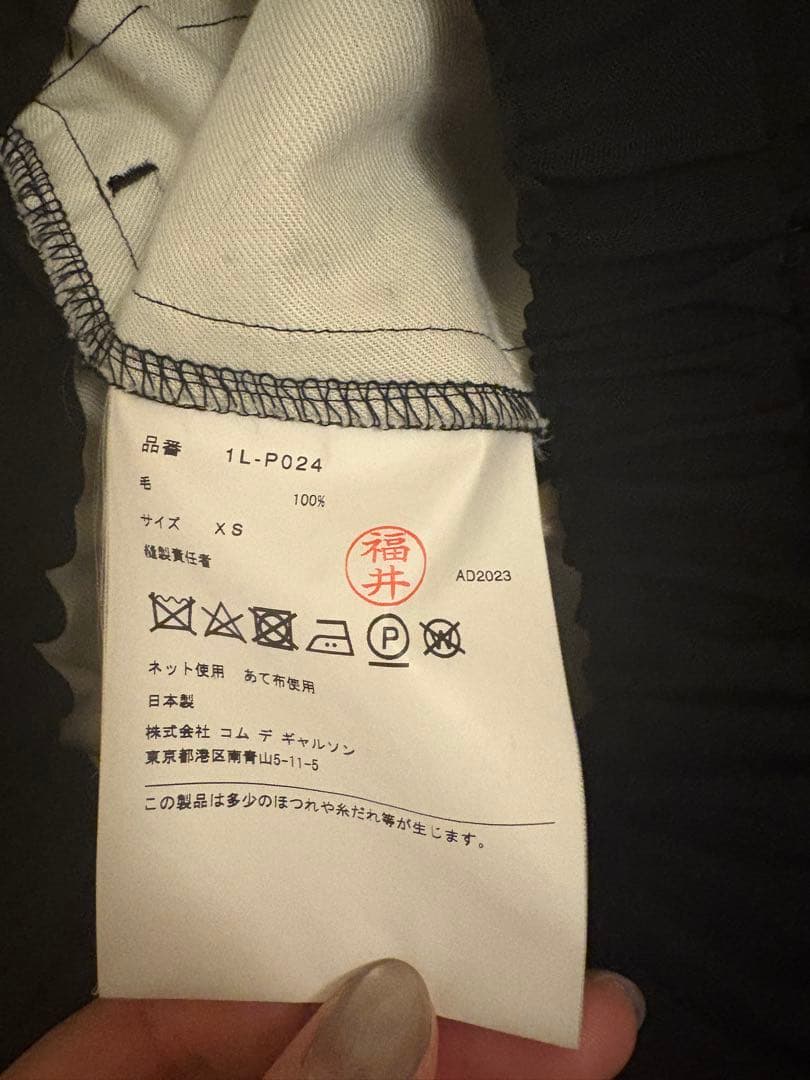 品番 1L-P024
毛 100%
サイズ XS
縫製責任者 福井 AD2023
P W
ネット使用 あて布使用
日本製
株式会社 コム デ ギャルソン
東京都港区南青山5-11-5
この製品は多少のほつれや糸だれ等が生じます。